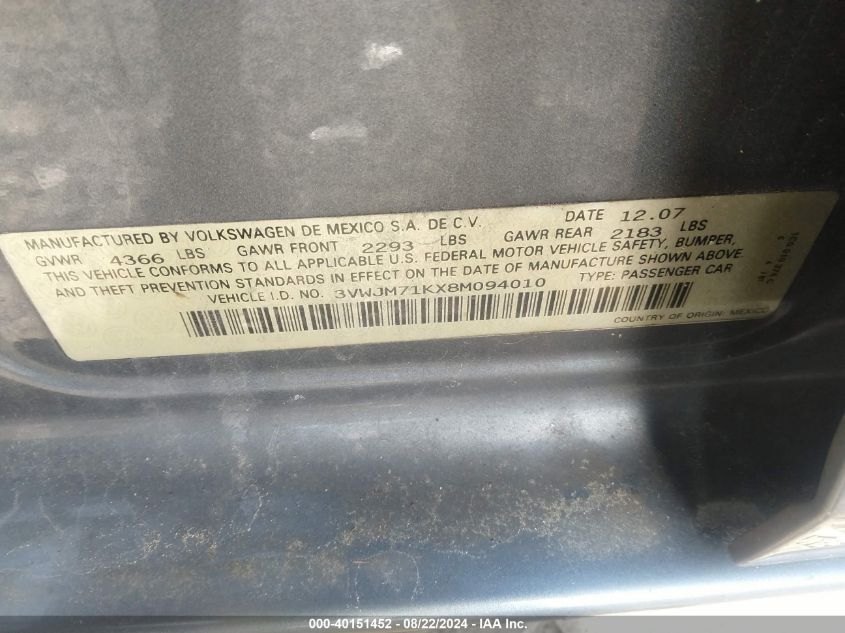 MANUFACTURED BY VOLKSWAGEN DE MEXICO S.A. DE C.V. DATE 12.07
GVWR 4366 LBS GAWR FRONT 2293 LBS GAWR REAR 2183 LBS
THIS VEHICLE CONFORMS TO ALL APPLICABLE U.S. FEDERAL MOTOR VEHICLE SAFETY, BUMPER,
AND THEFT PREVENTION STANDARDS IN EFFECT ON THE DATE OF MANUFACTURE SHOWN ABOVE.
VEHICLE I.D. NO. 3VWJM71KX8M094010 TYPE: PASSENGER CAR
COUNTRY OF ORIGIN: MEXICO
000-40151452 - 08/22/2024 - IAA Inc.